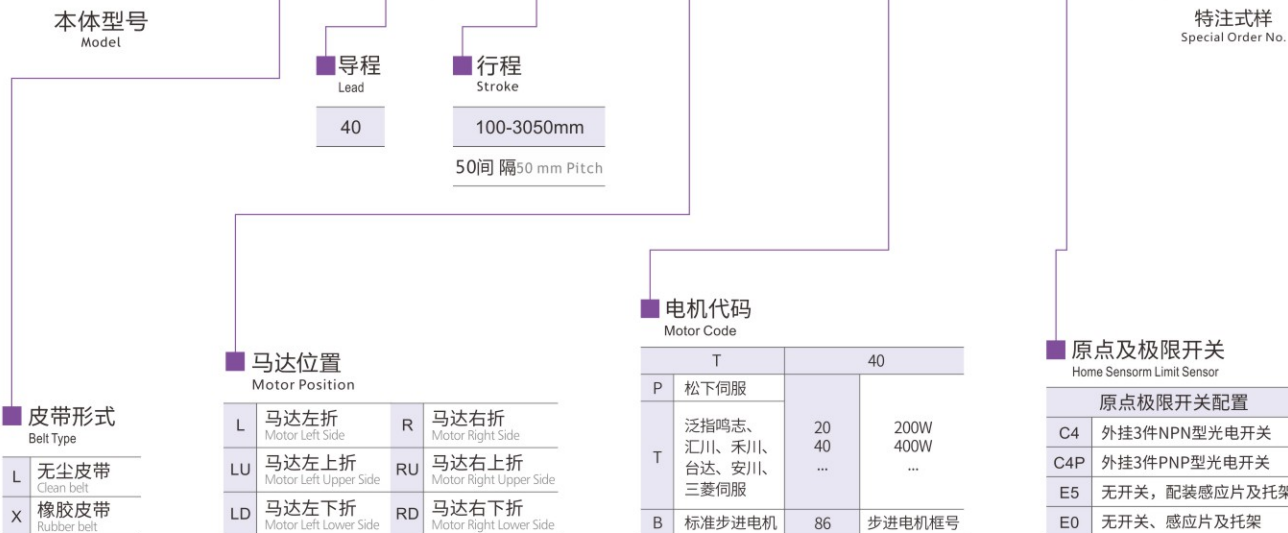 本体型号
Model
特注式样
Special Order No.
导程
Lead
40
行程
Stroke
100-3050mm
50间 隔50 mm Pitch
电机代码
Motor Code
T 40
P 松下伺服
T 泛指鸣志、
汇川、禾川、
台达、安川、
三菱伺服
20 200W
40 400W
... ...
B 标准步进电机 86 步进电机框号
马达位置
Motor Position
L 马达左折 R 马达右折
Motor Left Side Motor Right Side
LU 马达左上折 RU 马达右上折
Motor Left Upper Side Motor Right Upper Side
LD 马达左下折 RD 马达右下折
Motor Left Lower Side Motor Right Lower Side
原点及极限开关
Home Sensorm Limit Sensor
原点极限开关配置
C4 外挂3件NPN型光电开关
C4P 外挂3件PNP型光电开关
E5 无开关，配装感应片及托架
E0 无开关、感应片及托架
皮带形式
Belt Type
L 无尘皮带
Clean belt
X 橡胶皮带
Rubber belt